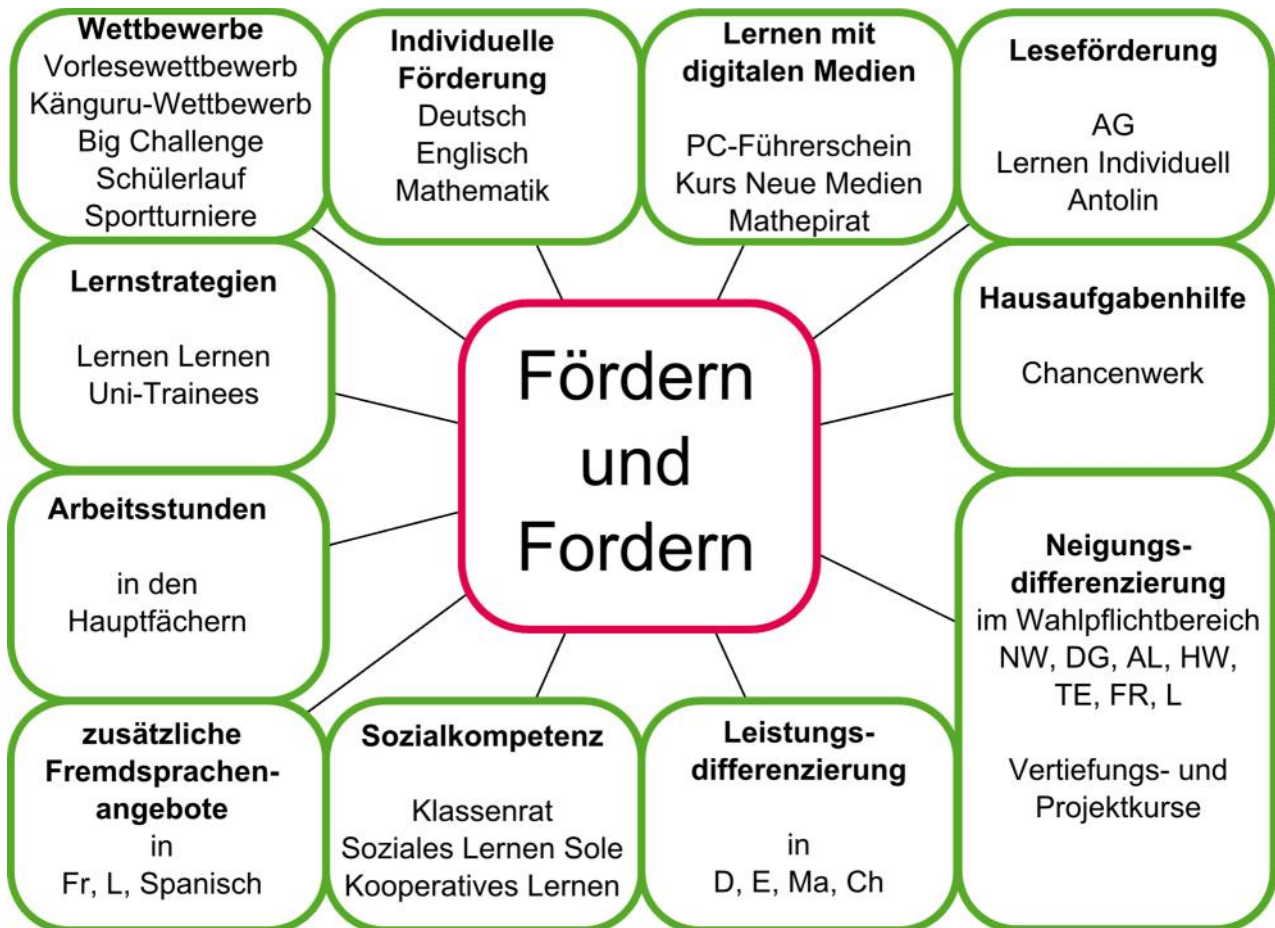 Wettbewerbe
Vorlesewettbewerb
Känguru-Wettbewerb
Big Challenge
Schülerlauf
Sportturniere
Individuelle
Förderung
Deutsch
Englisch
Mathematik
Lernen mit
digitalen Medien
PC-Führerschein
Kurs Neue Medien
Mathepirat
Leseförderung
AG
Lernen Individuell
Antolin
Lernstrategien
Lernen Lernen
Uni-Trainees
Fördern
und
Fordern
Hausaufgabenhilfe
Chancenwerk
Arbeitsstunden
in den
Hauptfächern
Neigungs-
differenzierung
im Wahlpflichtbereich
NW, DG, AL, HW,
TE, FR, L
Vertiefungs- und
Projektkurse
zusätzliche
Fremdsprachen-
angebote
in
Fr, L, Spanisch
Sozialkompetenz
Klassenrat
Soziales Lernen Sole
Kooperatives Lernen
Leistungs-
differenzierung
in
D, E, Ma, Ch